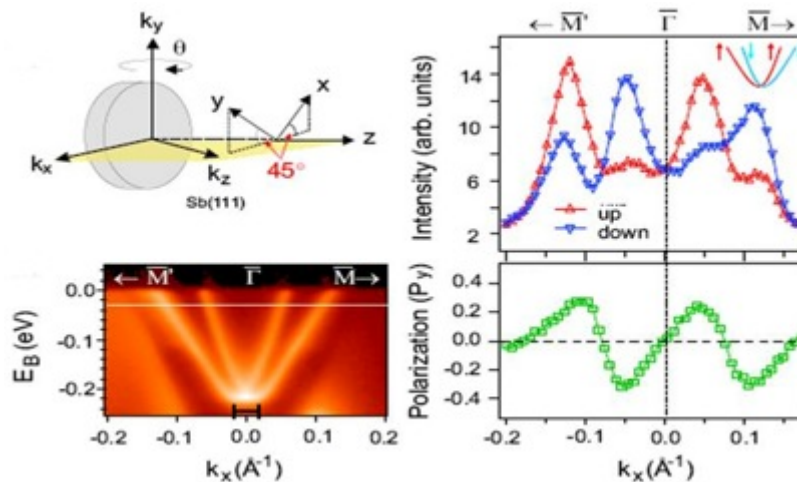 k_y
θ
x
y
z
k_x
k_z
45°
Sb(111)
← M̄' Γ̄ M̄ →
0.0
-0.1
-0.2
E_B(eV)
-0.2 -0.1 0.0 0.1 0.2
k_x(Å⁻¹)
← M̄' Γ̄ M̄ →
14
10
6
2
Intensity (arb. units)
up
down
0.4
0.2
0.0
-0.2
-0.4
Polarization (Py)
-0.2 -0.1 0.0 0.1
k_x(Å⁻¹)